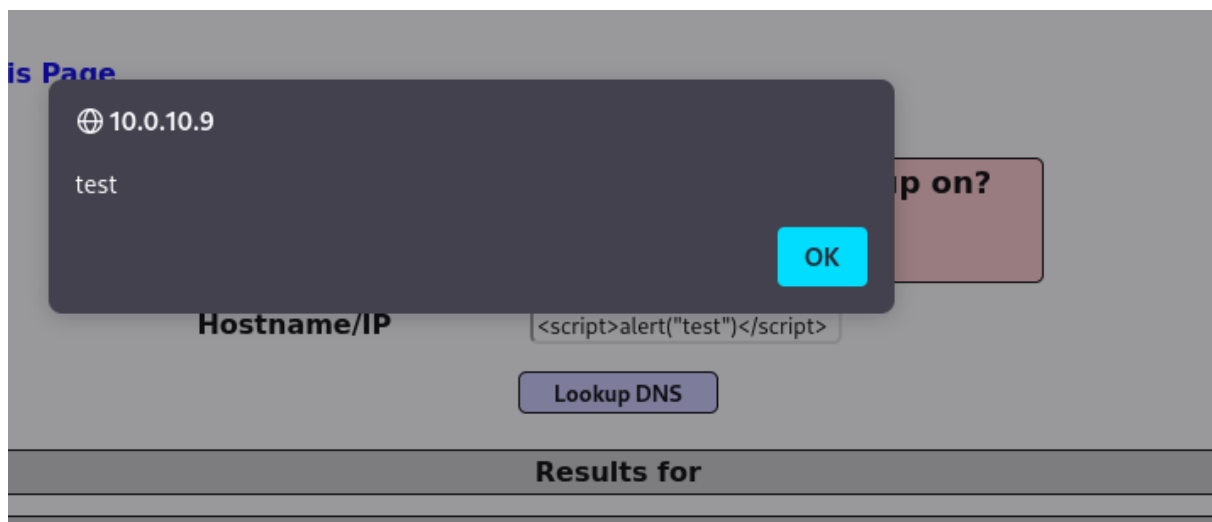 is Page
10.0.10.9
test
up on?
OK
Hostname/IP
<script>alert("test")</script>
Lookup DNS
Results for